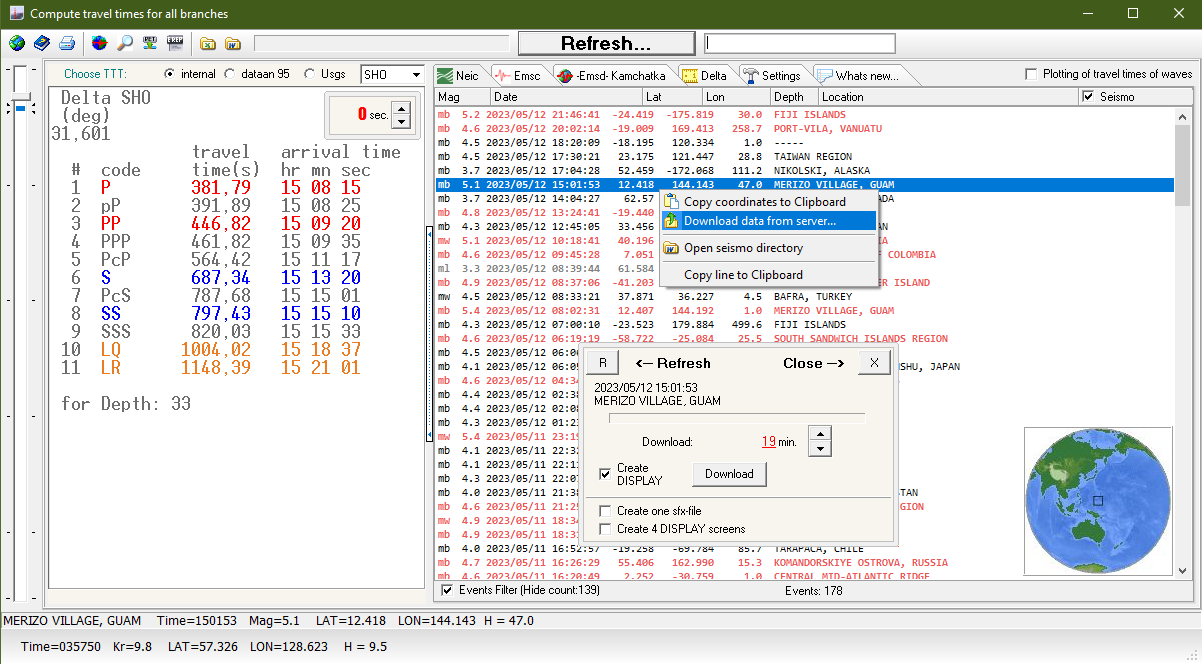 Compute travel times for all branches
Refresh...
Choose TTT: internal dataan 95 Usgs SHO
Neic Emsc -Emsd- Kamchatka Delta Settings Whats new... Plotting of travel times of waves
Delta SHO
(deg)
31,601
0 sec.
travel arrival time
# code time(s) hr mn sec
1 P 381,79 15 08 15
2 pP 391,89 15 08 25
3 PP 446,82 15 09 20
4 PPP 461,82 15 09 35
5 PcP 564,42 15 11 17
6 S 687,34 15 13 20
7 PcS 787,68 15 15 01
8 SS 797,43 15 15 10
9 SSS 820,03 15 15 33
10 LQ 1004,02 15 18 37
11 LR 1148,39 15 21 01
for Depth: 33
Mag Date Lat Lon Depth Location Seismo
mb 5.2 2023/05/12 21:46:41 -24.419 -175.819 30.0 FIJI ISLANDS
mb 4.6 2023/05/12 20:02:14 -19.009 169.413 258.7 PORT-VILA, VANUATU
mb 4.5 2023/05/12 18:20:09 -18.195 120.334 1.0 -----
mb 4.5 2023/05/12 17:30:21 23.175 121.447 28.8 TAIWAN REGION
mb 3.7 2023/05/12 17:04:28 52.459 -172.068 111.2 NIKOLSKI, ALASKA
mb 5.1 2023/05/12 15:01:53 12.418 144.143 47.0 MERIZO VILLAGE, GUAM
mb 3.7 2023/05/12 14:04:27 62.57 ADA
mb 4.8 2023/05/12 13:24:41 -19.440
mb 4.3 2023/05/12 12:45:05 33.456 AN
mw 5.1 2023/05/12 10:18:41 40.196 IA
mb 4.6 2023/05/12 09:45:28 7.051 OF COLOMBIA
ml 3.3 2023/05/12 08:39:44 61.584
mb 4.9 2023/05/12 08:37:06 -41.203 ER ISLAND
mw 4.5 2023/05/12 08:33:21 37.871 36.227 4.5 BAFRA, TURKEY
mb 5.4 2023/05/12 08:02:31 12.407 144.192 1.0 MERIZO VILLAGE, GUAM
mb 4.3 2023/05/12 07:00:10 -23.523 179.884 499.6 FIJI ISLANDS
mb 4.6 2023/05/12 06:19:19 -58.722 -25.084 25.5 SOUTH SANDWICH ISLANDS REGION
mb 4.5 2023/05/12 06:0
mb 4.1 2023/05/12 06:0 NSHU, JAPAN
mb 4.6 2023/05/12 04:3
mb 4.4 2023/05/12 02:3
mb 4.4 2023/05/12 02:0
mb 4.3 2023/05/12 01:2
mw 5.4 2023/05/11 23:1
mb 4.1 2023/05/11 22:3
mb 4.1 2023/05/11 22:1
mb 4.3 2023/05/11 22:0
mb 4.0 2023/05/11 21:3 STAN
mb 4.6 2023/05/11 21:2 GION
mw 4.9 2023/05/11 18:3
mb 4.9 2023/05/11 18:3
mb 4.0 2023/05/11 16:52:57 -19.258 -69.784 85.7 TARAPACA, CHILE
mb 4.7 2023/05/11 16:26:29 55.406 162.990 15.3 KOMANDORSKIYE OSTROVA, RUSSIA
mb 4.6 2023/05/11 16:20:49 2.252 -30.759 1.0 CENTRAL MID-ATLANTIC RIDGE
Copy coordinates to Clipboard
Download data from server...
Open seismo directory
Copy line to Clipboard
R <-- Refresh Close --> X
2023/05/12 15:01:53
MERIZO VILLAGE, GUAM
Download: 19 min.
Create
DISPLAY
Download
Create one sfx-file
Create 4 DISPLAY screens
Events Filter (Hide count:139) Events: 178
MERIZO VILLAGE, GUAM Time=150153 Mag=5.1 LAT=12.418 LON=144.143 H = 47.0
Time=035750 Kr=9.8 LAT=57.326 LON=128.623 H = 9.5